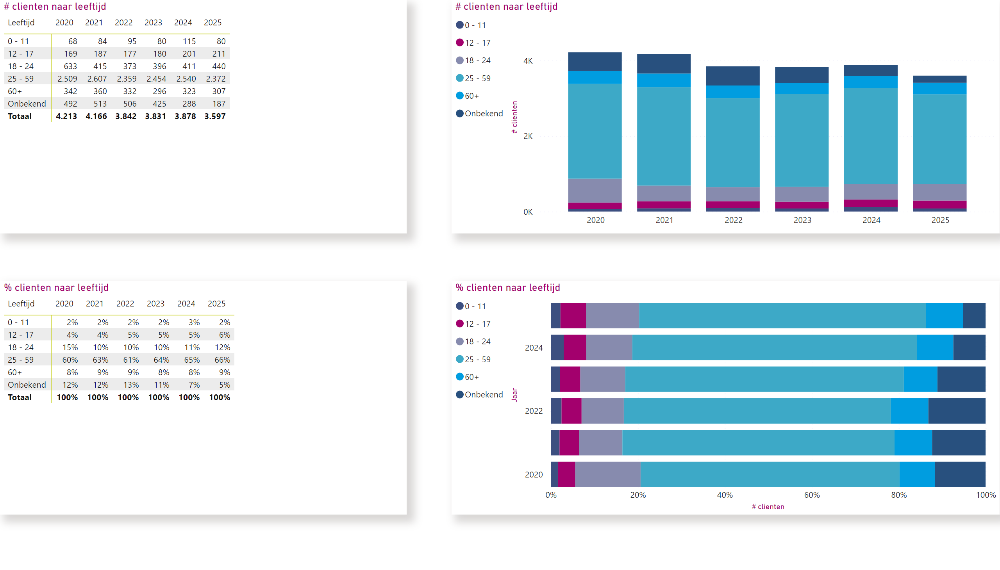 # clienten naar leeftijd
Leeftijd 2020 2021 2022 2023 2024 2025
0 - 11 68 84 95 80 115 80
12 - 17 169 187 177 180 201 211
18 - 24 633 415 373 396 411 440
25 - 59 2.509 2.607 2.359 2.454 2.540 2.372
60+ 342 360 332 296 323 307
Onbekend 492 513 506 425 288 187
Totaal 4.213 4.166 3.842 3.831 3.878 3.597
# clienten naar leeftijd
0 - 11
12 - 17
18 - 24
25 - 59
60+
Onbekend
# clienten
4K
2K
0K
2020 2021 2022 2023 2024 2025
% clienten naar leeftijd
Leeftijd 2020 2021 2022 2023 2024 2025
0 - 11 2% 2% 2% 2% 3% 2%
12 - 17 4% 4% 5% 5% 5% 6%
18 - 24 15% 10% 10% 10% 11% 12%
25 - 59 60% 63% 61% 64% 65% 66%
60+ 8% 9% 9% 8% 8% 9%
Onbekend 12% 12% 13% 11% 7% 5%
Totaal 100% 100% 100% 100% 100% 100%
% clienten naar leeftijd
0 - 11
12 - 17
18 - 24
25 - 59
60+
Onbekend
Jaar
2024
2022
2020
0% 20% 40% 60% 80% 100%
# clienten